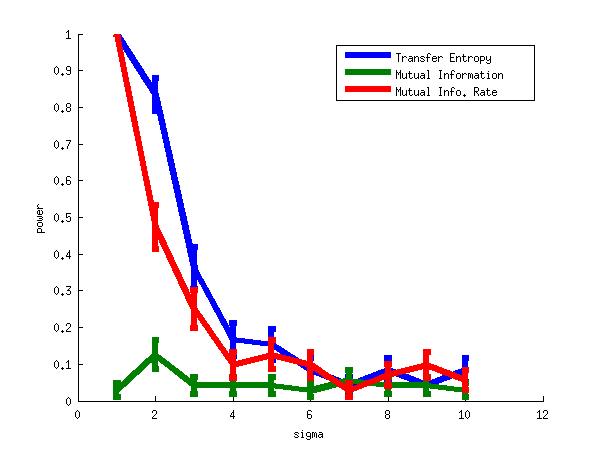 1
0.9
0.8
0.7
0.6
0.5
0.4
0.3
0.2
0.1
0
power
0 2 4 6 8 10 12
sigma
Transfer Entropy
Mutual Information
Mutual Info. Rate